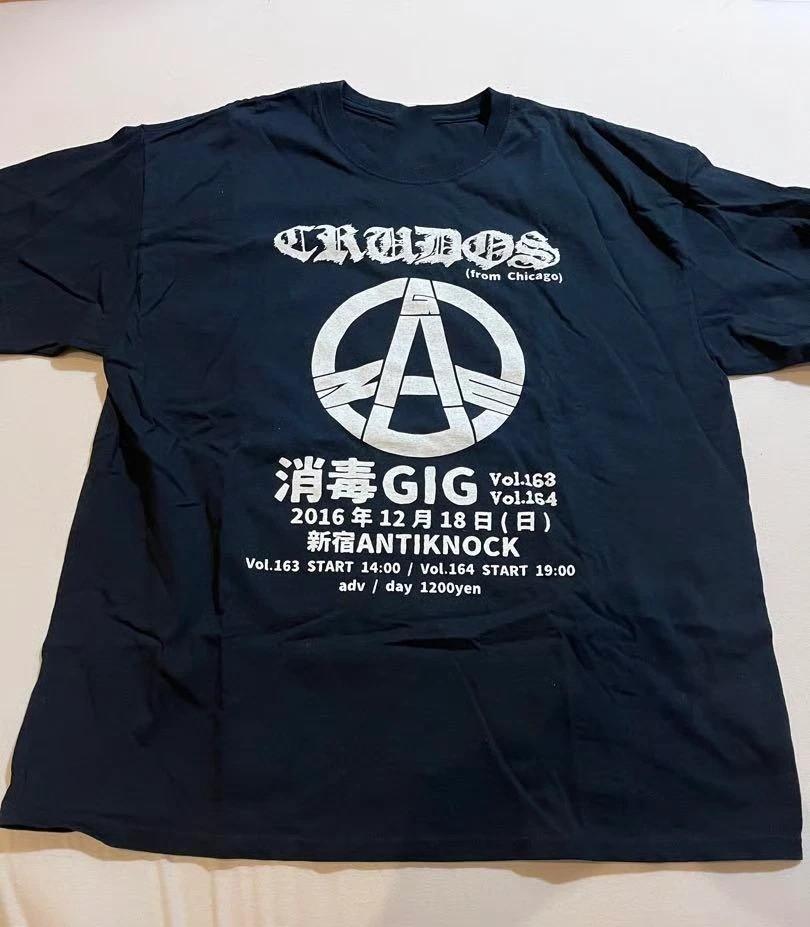 CRUDOS
(from Chicago)
消毒GIG Vol.163
Vol.164
2016年12月18日(日)
新宿ANTIKNOCK
Vol.163 START 14:00 / Vol.164 START 19:00
adv / day 1200yen